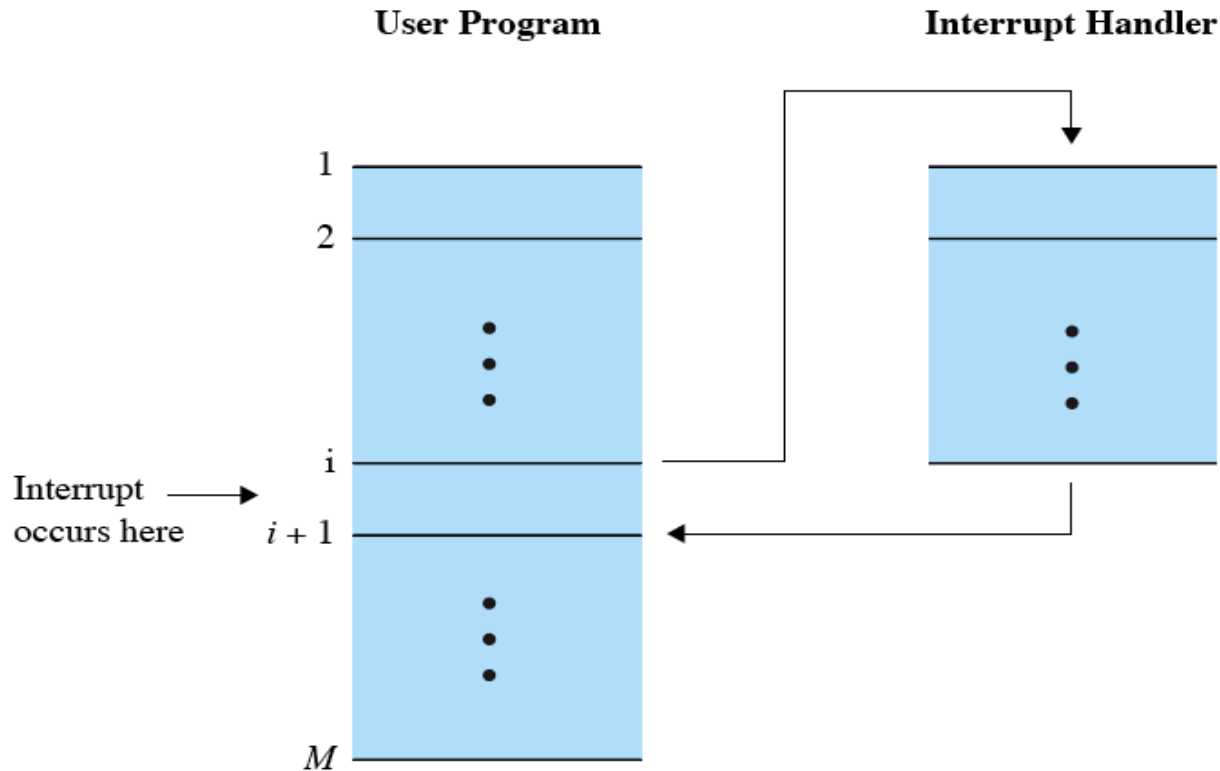 User Program
Interrupt Handler
1
2
i
Interrupt
occurs here
i + 1
M